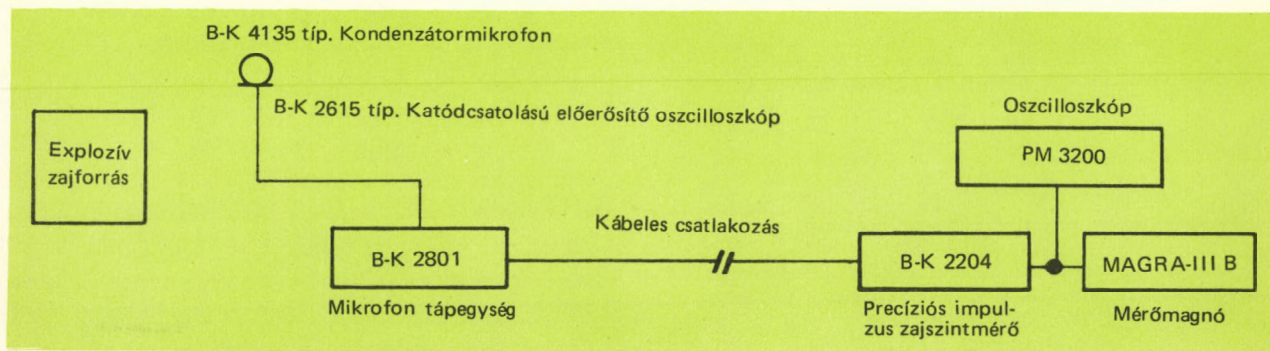 B-K 4135 típ. Kondenzátormikrofon
B-K 2615 típ. Katódcsatolású előerősítő oszcilloszkóp
Explozív
zajforrás
Oszcilloszkóp
PM 3200
Kábeles csatlakozás
B-K 2801
Mikrofon tápegység
B-K 2204
Precíziós impul-
zus zajszintmérő
MAGRA-III B
Mérőmagnó